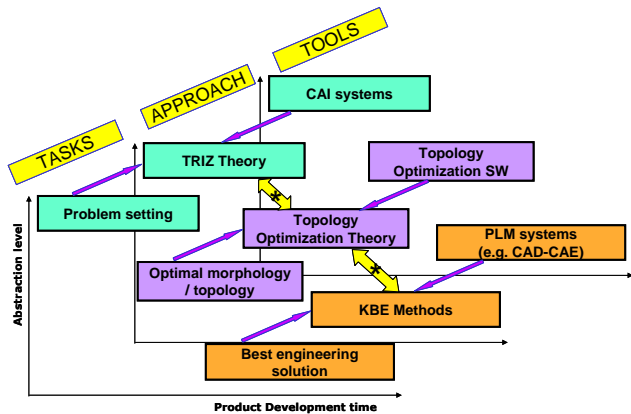 TOOLS
APPROACH
TASKS
CAI systems
TRIZ Theory
Topology
Optimization SW
Problem setting
*
Topology
Optimization Theory
PLM systems
(e.g. CAD-CAE)
*
Optimal morphology
/ topology
KBE Methods
Best engineering
solution
Abstraction level
Product Development time